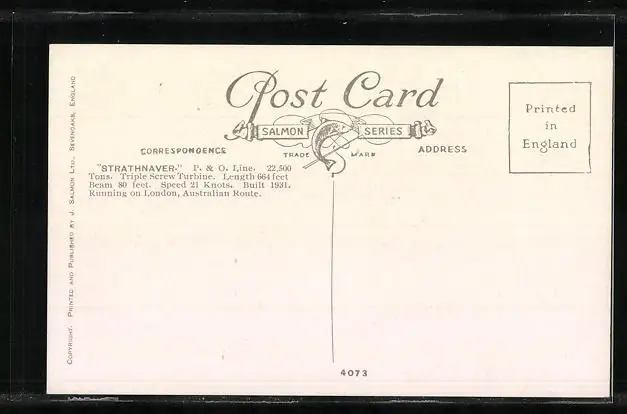 Post Card
SALMON SERIES
TRADE MARK
CORRESPONDENCE
ADDRESS
Printed
in
England
"STRATHNAVER." P. & O. Line. 22,500
Tons. Triple Screw Turbine. Length 664 feet
Beam 80 feet. Speed 21 Knots. Built 1931.
Running on London, Australian Route.
COPYRIGHT. PRINTED AND PUBLISHED BY J. SALMON LTD., SEVENOAKS, ENGLAND
4073